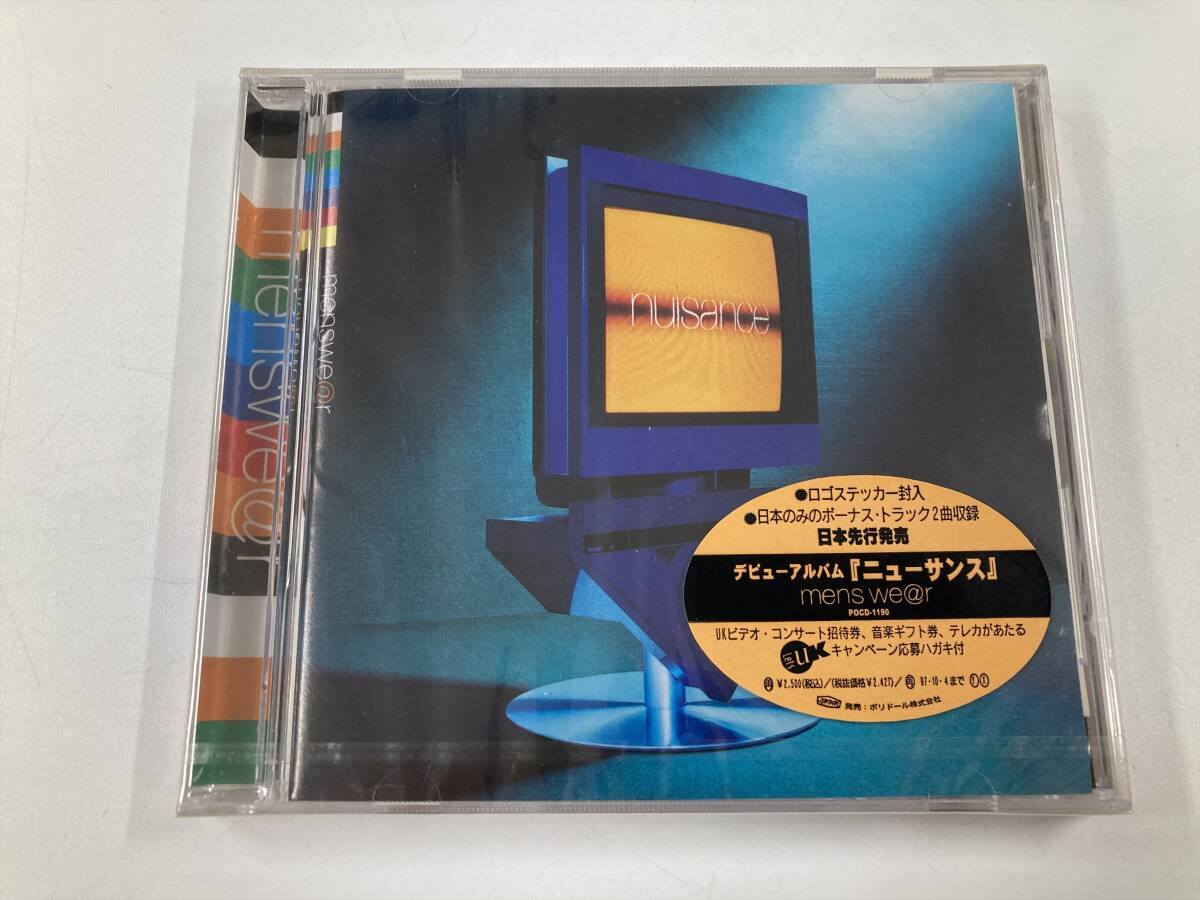 menswe@r
menswe@r
nuisance
●ロゴステッカー封入
●日本のみのボーナス・トラック2曲収録
日本先行発売
デビューアルバム『ニューサンス』
mens we@r
POCD-1190
UKビデオ・コンサート招待券、音楽ギフト券、テレカがあたる
UK キャンペーン応募ハガキ付
¥2,500(税込)/(税抜価格¥2,427)/ 97・10・4まで
発売:ポリドール株式会社